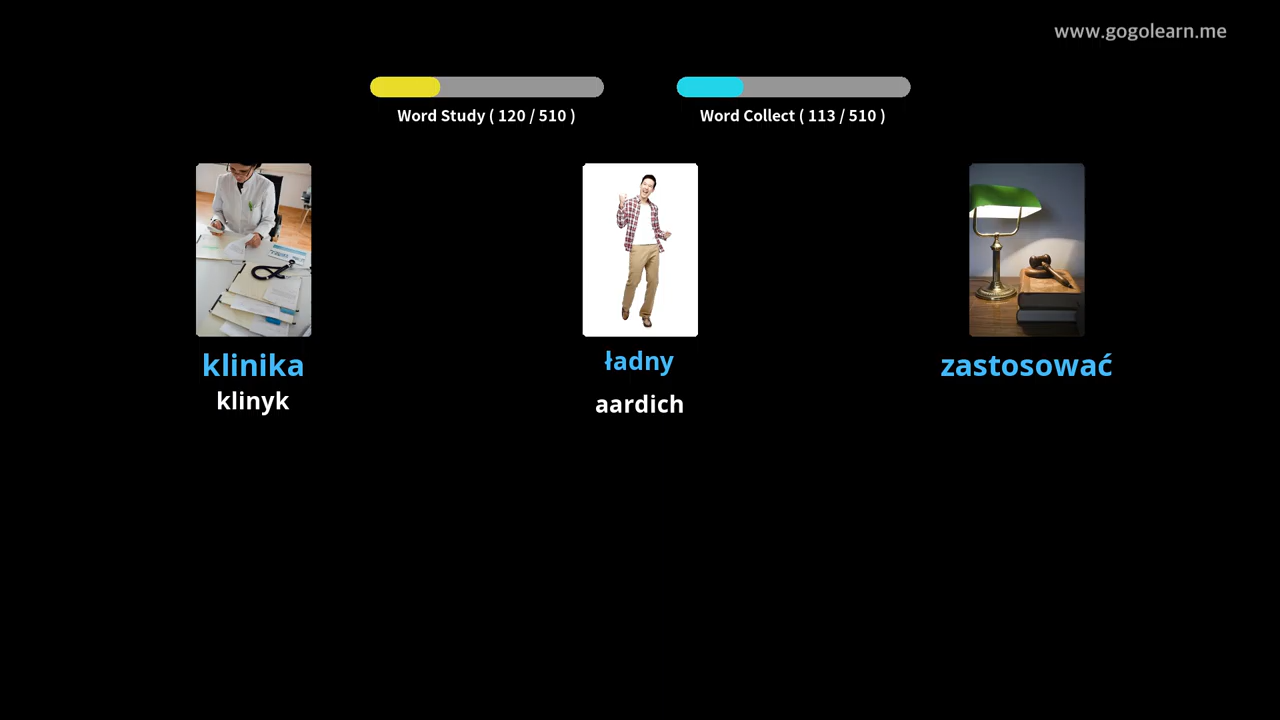 www.gogolearn.me
Word Study ( 120 / 510 )
Word Collect ( 113 / 510 )
klinika
klinyk
ładny
aardich
zastosować